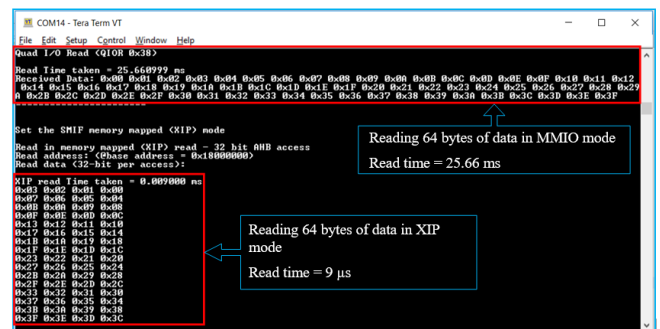 COM14 - Tera Term VT
File Edit Setup Control Window Help
Quad I/O Read (QIOR 0x38)
Read Time taken = 25.660999 ms
Received Data: 0x00 0x01 0x02 0x03 0x04 0x05 0x06 0x07 0x08 0x09 0x0A 0x0B 0x0C 0x0D 0x0E 0x0F 0x10 0x11 0x12
0x14 0x15 0x16 0x17 0x18 0x19 0x1A 0x1B 0x1C 0x1D 0x1E 0x1F 0x20 0x21 0x22 0x23 0x24 0x25 0x26 0x27 0x28 0x29
A 0x2B 0x2C 0x2D 0x2E 0x2F 0x30 0x31 0x32 0x33 0x34 0x35 0x36 0x37 0x38 0x39 0x3A 0x3B 0x3C 0x3D 0x3E 0x3F
------------------------
Set the SMIF memory mapped (XIP) mode
Read in memory mapped (XIP) read - 32 bit AHB access
Read address: (@base address = 0x18000000)
Read data (32-bit per access):
XIP read Time taken = 0.009000 ms
0x03 0x02 0x01 0x00
0x07 0x06 0x05 0x04
0x0B 0x0A 0x09 0x08
0x0F 0x0E 0x0D 0x0C
0x13 0x12 0x11 0x10
0x17 0x16 0x15 0x14
0x1B 0x1A 0x19 0x18
0x1F 0x1E 0x1D 0x1C
0x23 0x22 0x21 0x20
0x27 0x26 0x25 0x24
0x2B 0x2A 0x29 0x28
0x2F 0x2E 0x2D 0x2C
0x33 0x32 0x31 0x30
0x37 0x36 0x35 0x34
0x3B 0x3A 0x39 0x38
0x3F 0x3E 0x3D 0x3C
Reading 64 bytes of data in MMIO mode
Read time = 25.66 ms
Reading 64 bytes of data in XIP
mode
Read time = 9 µs